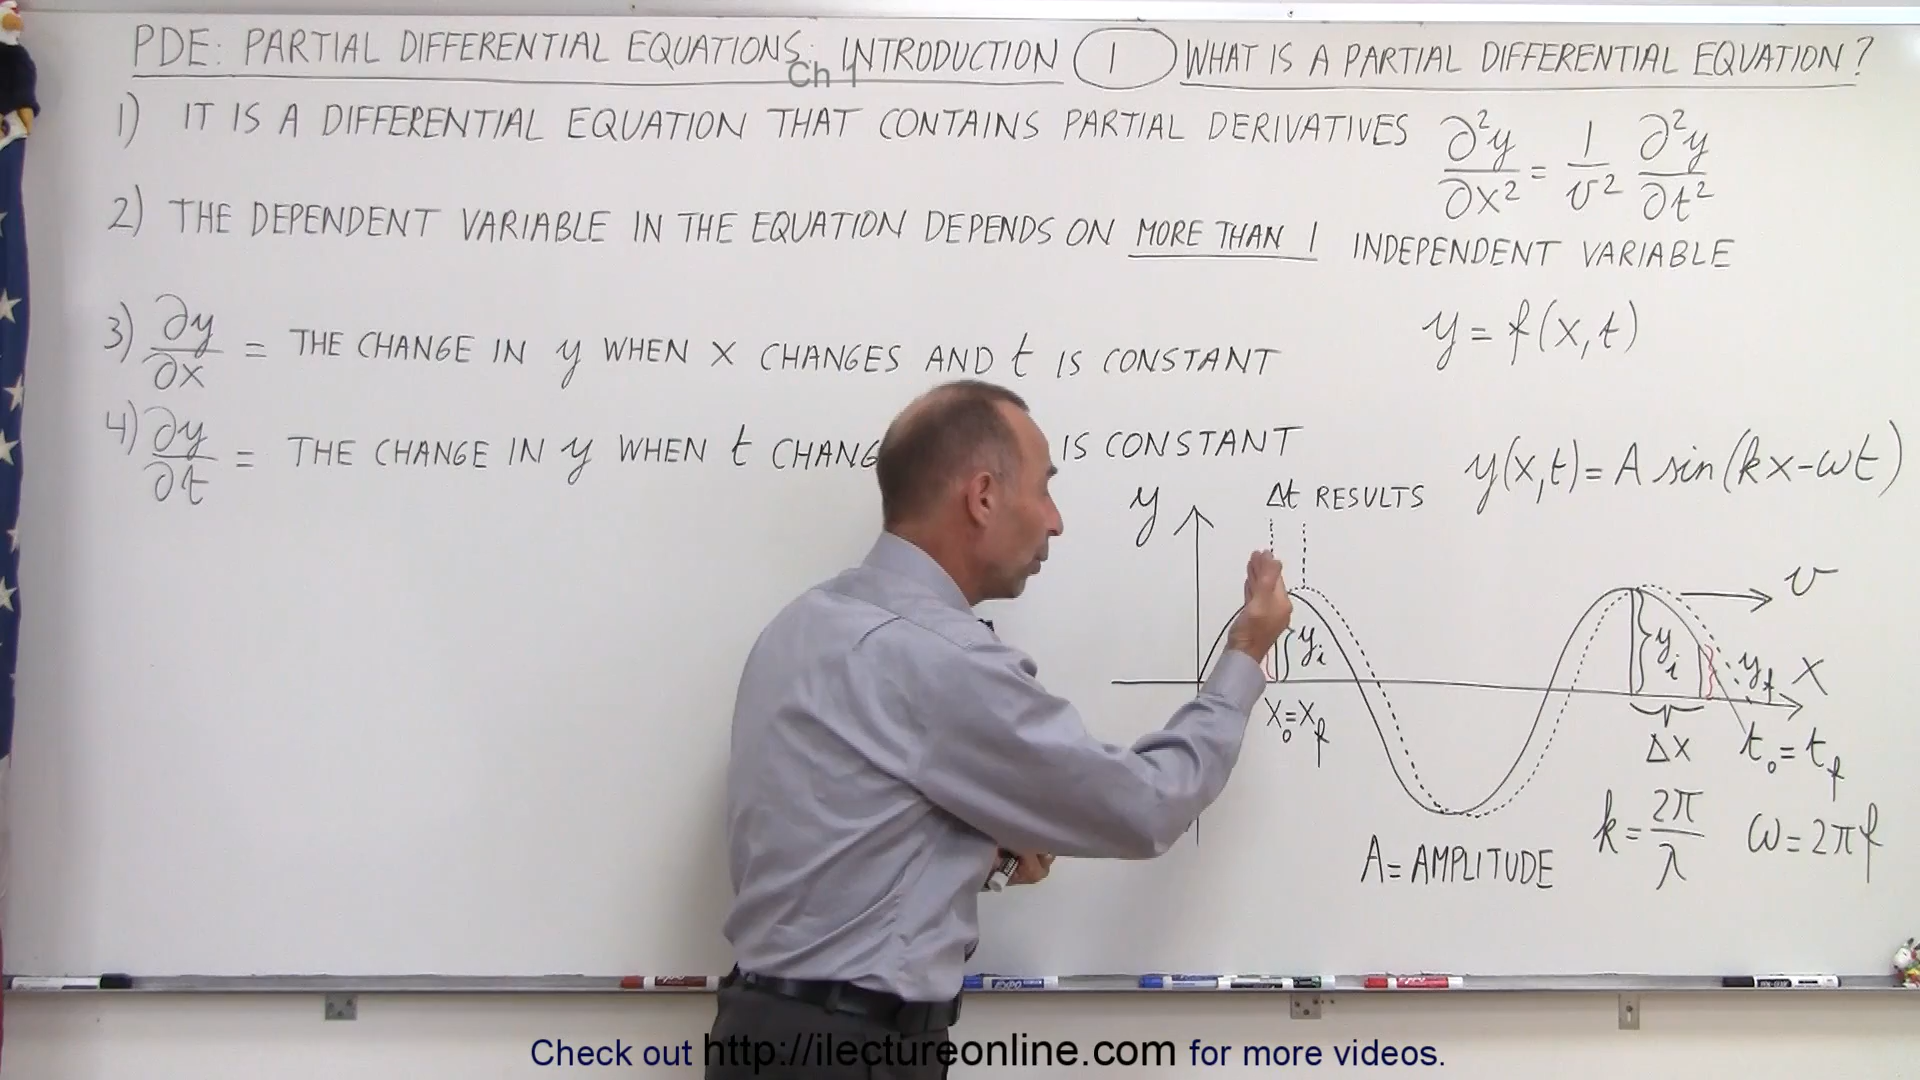 PDE: PARTIAL DIFFERENTIAL EQUATIONS: INTRODUCTION 1 WHAT IS A PARTIAL DIFFERENTIAL EQUATION?
Ch 1
1) IT IS A DIFFERENTIAL EQUATION THAT CONTAINS PARTIAL DERIVATIVES ∂²y/∂x² = 1/v² ∂²y/∂t²
2) THE DEPENDENT VARIABLE IN THE EQUATION DEPENDS ON MORE THAN 1 INDEPENDENT VARIABLE
y = f(x,t)
3) ∂y/∂x = THE CHANGE IN y WHEN x CHANGES AND t IS CONSTANT
4) ∂y/∂t = THE CHANGE IN y WHEN t CHANG IS CONSTANT
y(x,t) = A sin(kx-ωt)
y
Δt RESULTS
v
yᵢ
yᵢ
y_f
x
x₀=x_f
Δx
t₀=t_f
A=AMPLITUDE
k=2π/λ
ω=2πf
EXPO
Check out http://ilectureonline.com for more videos.